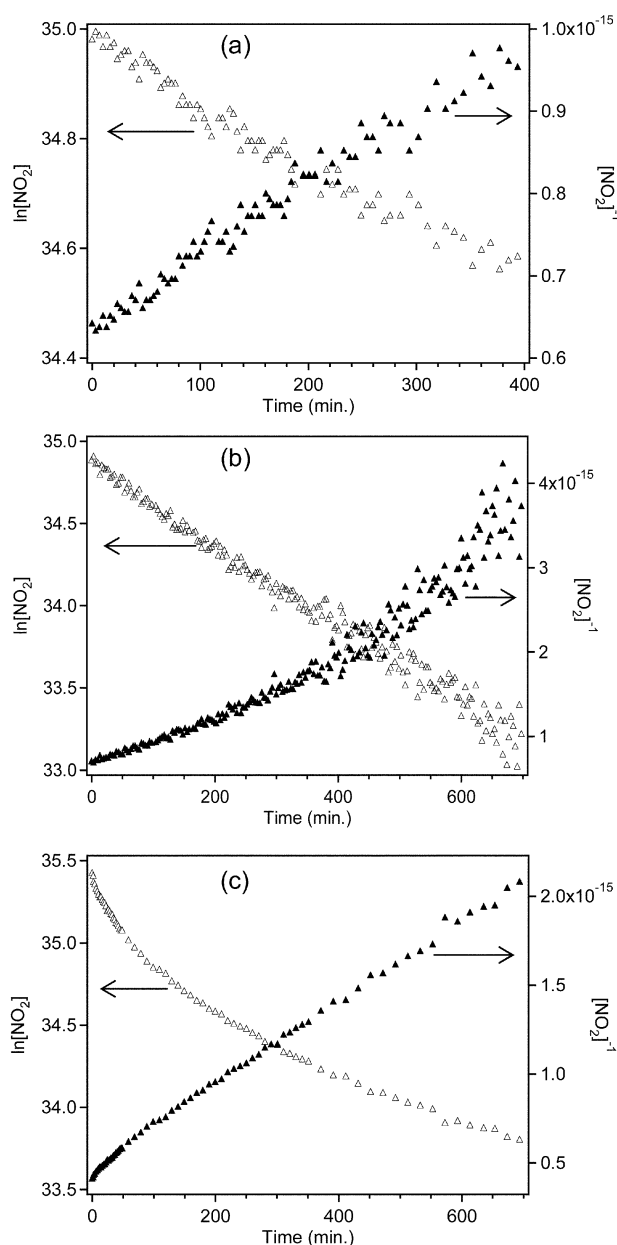 (a)
35.0
34.8
34.6
34.4
ln[NO₂]
1.0x10⁻¹⁵
0.9
0.8
0.7
0.6
[NO₂]⁻¹
0 100 200 300 400
Time (min.)
(b)
35.0
34.5
34.0
33.5
33.0
ln[NO₂]
4x10⁻¹⁵
3
2
1
[NO₂]⁻¹
0 200 400 600
Time (min.)
(c)
35.5
35.0
34.5
34.0
33.5
ln[NO₂]
2.0x10⁻¹⁵
1.5
1.0
0.5
[NO₂]⁻¹
0 200 400 600
Time (min.)